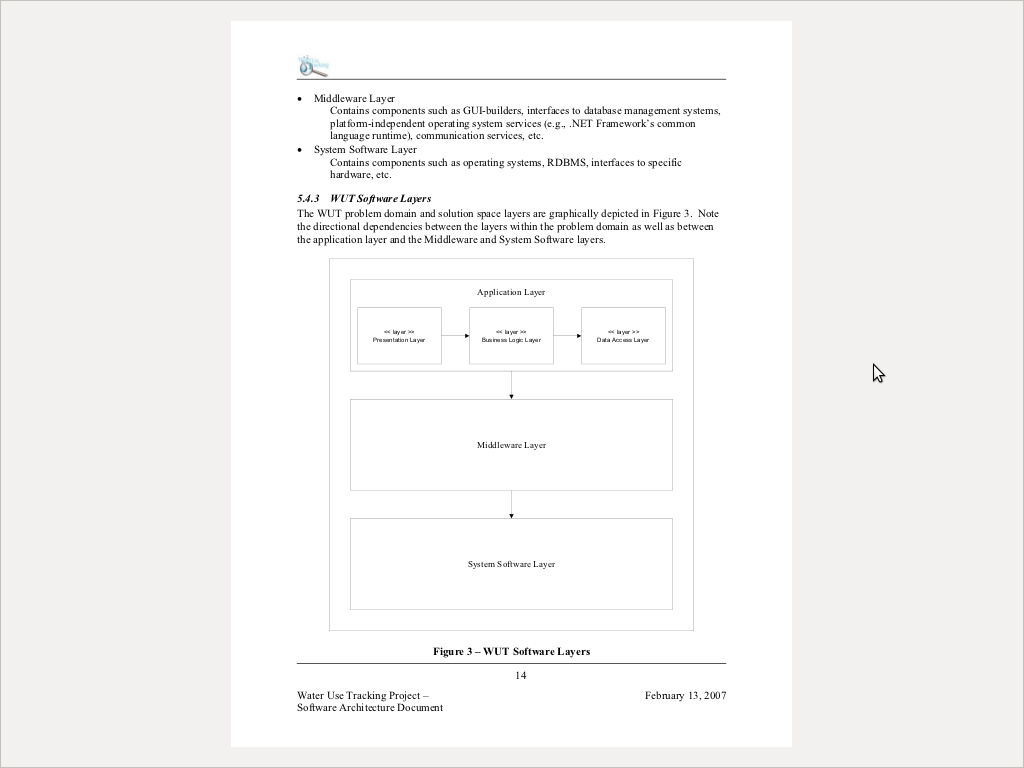 • Middleware Layer
Contains components such as GUI-builders, interfaces to database management systems,
platform-independent operating system services (e.g., .NET Framework's common
language runtime), communication services, etc.
• System Software Layer
Contains components such as operating systems, RDBMS, interfaces to specific
hardware, etc.
5.4.3 WUT Software Layers
The WUT problem domain and solution space layers are graphically depicted in Figure 3. Note
the directional dependencies between the layers within the problem domain as well as between
the application layer and the Middleware and System Software layers.
Application Layer
<< layer >>
Presentation Layer
<< layer >>
Business Logic Layer
<< layer >>
Data Access Layer
Middleware Layer
System Software Layer
Figure 3 – WUT Software Layers
14
Water Use Tracking Project –
Software Architecture Document
February 13, 2007